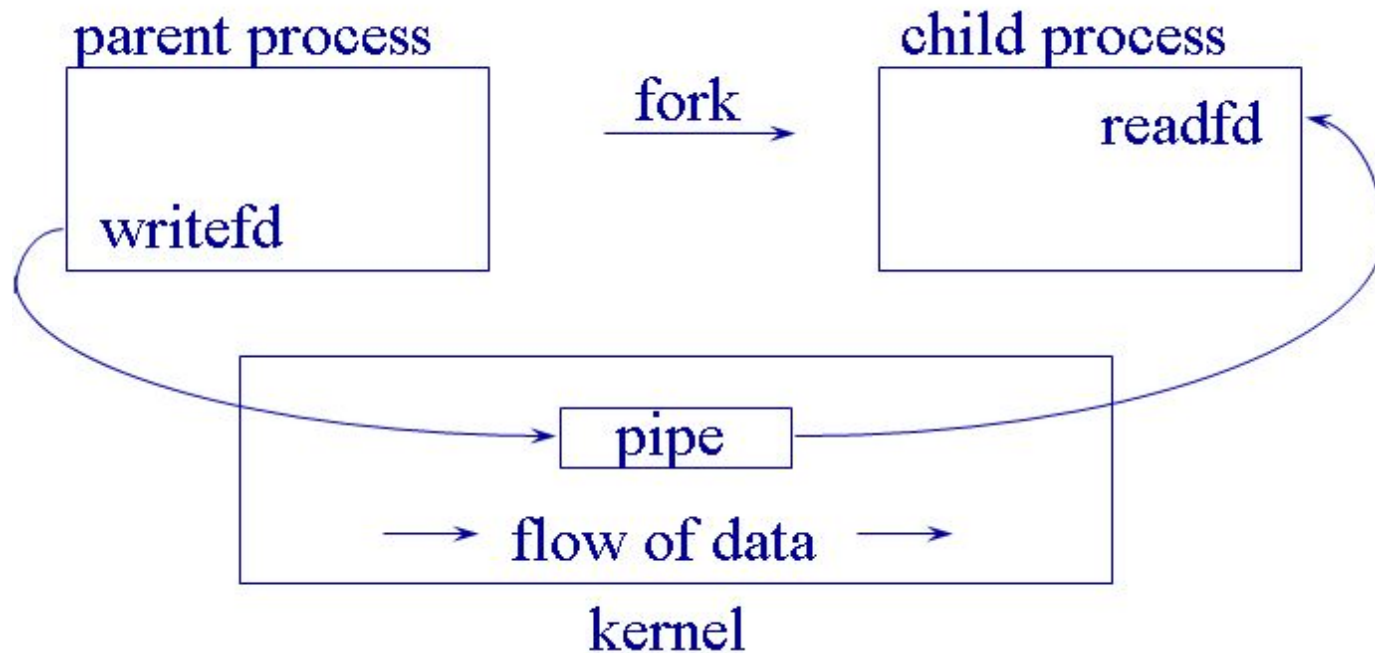 parent process
child process
fork
readfd
writefd
pipe
flow of data
kernel